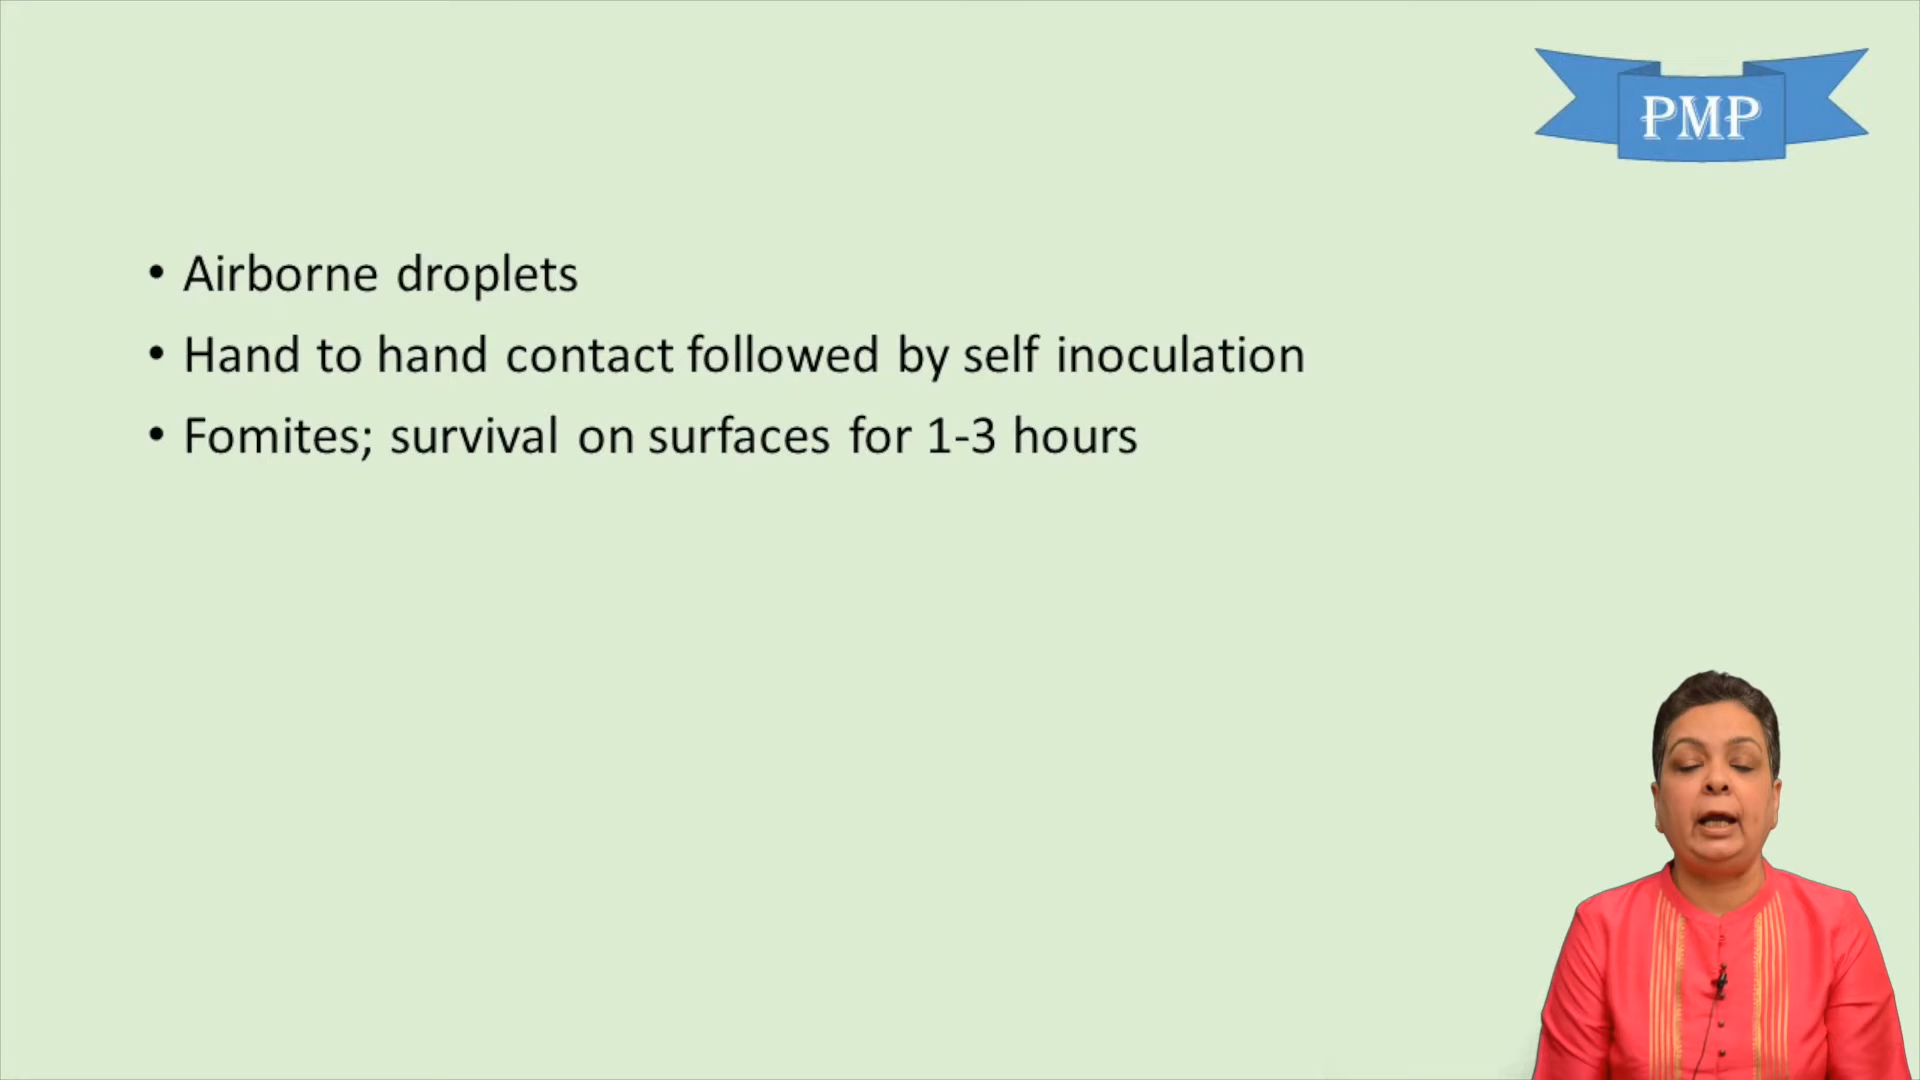 PMP
• Airborne droplets
• Hand to hand contact followed by self inoculation
• Fomites; survival on surfaces for 1-3 hours